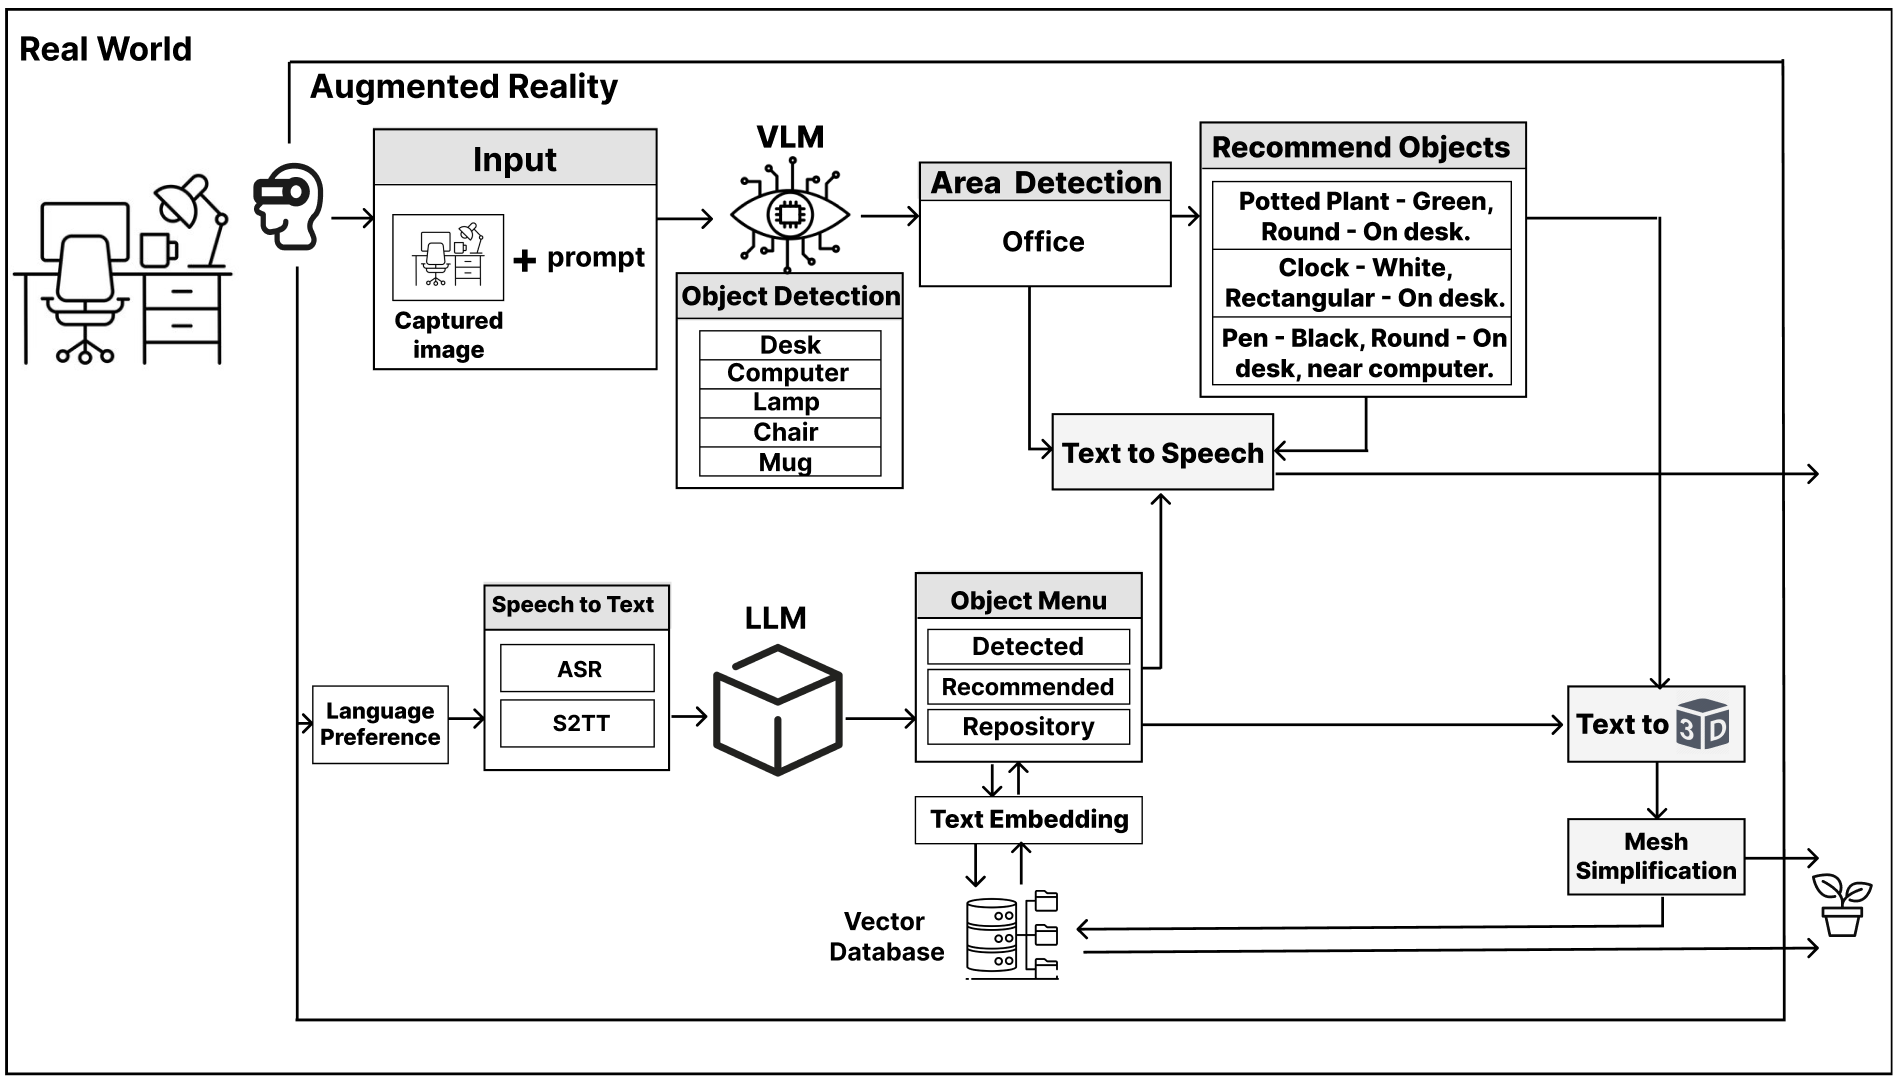 Real World
Augmented Reality
Input
+ prompt
Captured
image
VLM
Object Detection
Desk
Computer
Lamp
Chair
Mug
Area Detection
Office
Recommend Objects
Potted Plant - Green,
Round - On desk.
Clock - White,
Rectangular - On desk.
Pen - Black, Round - On
desk, near computer.
Text to Speech
Language
Preference
Speech to Text
ASR
S2TT
LLM
Object Menu
Detected
Recommended
Repository
Text Embedding
Vector
Database
Text to 3D
Mesh
Simplification